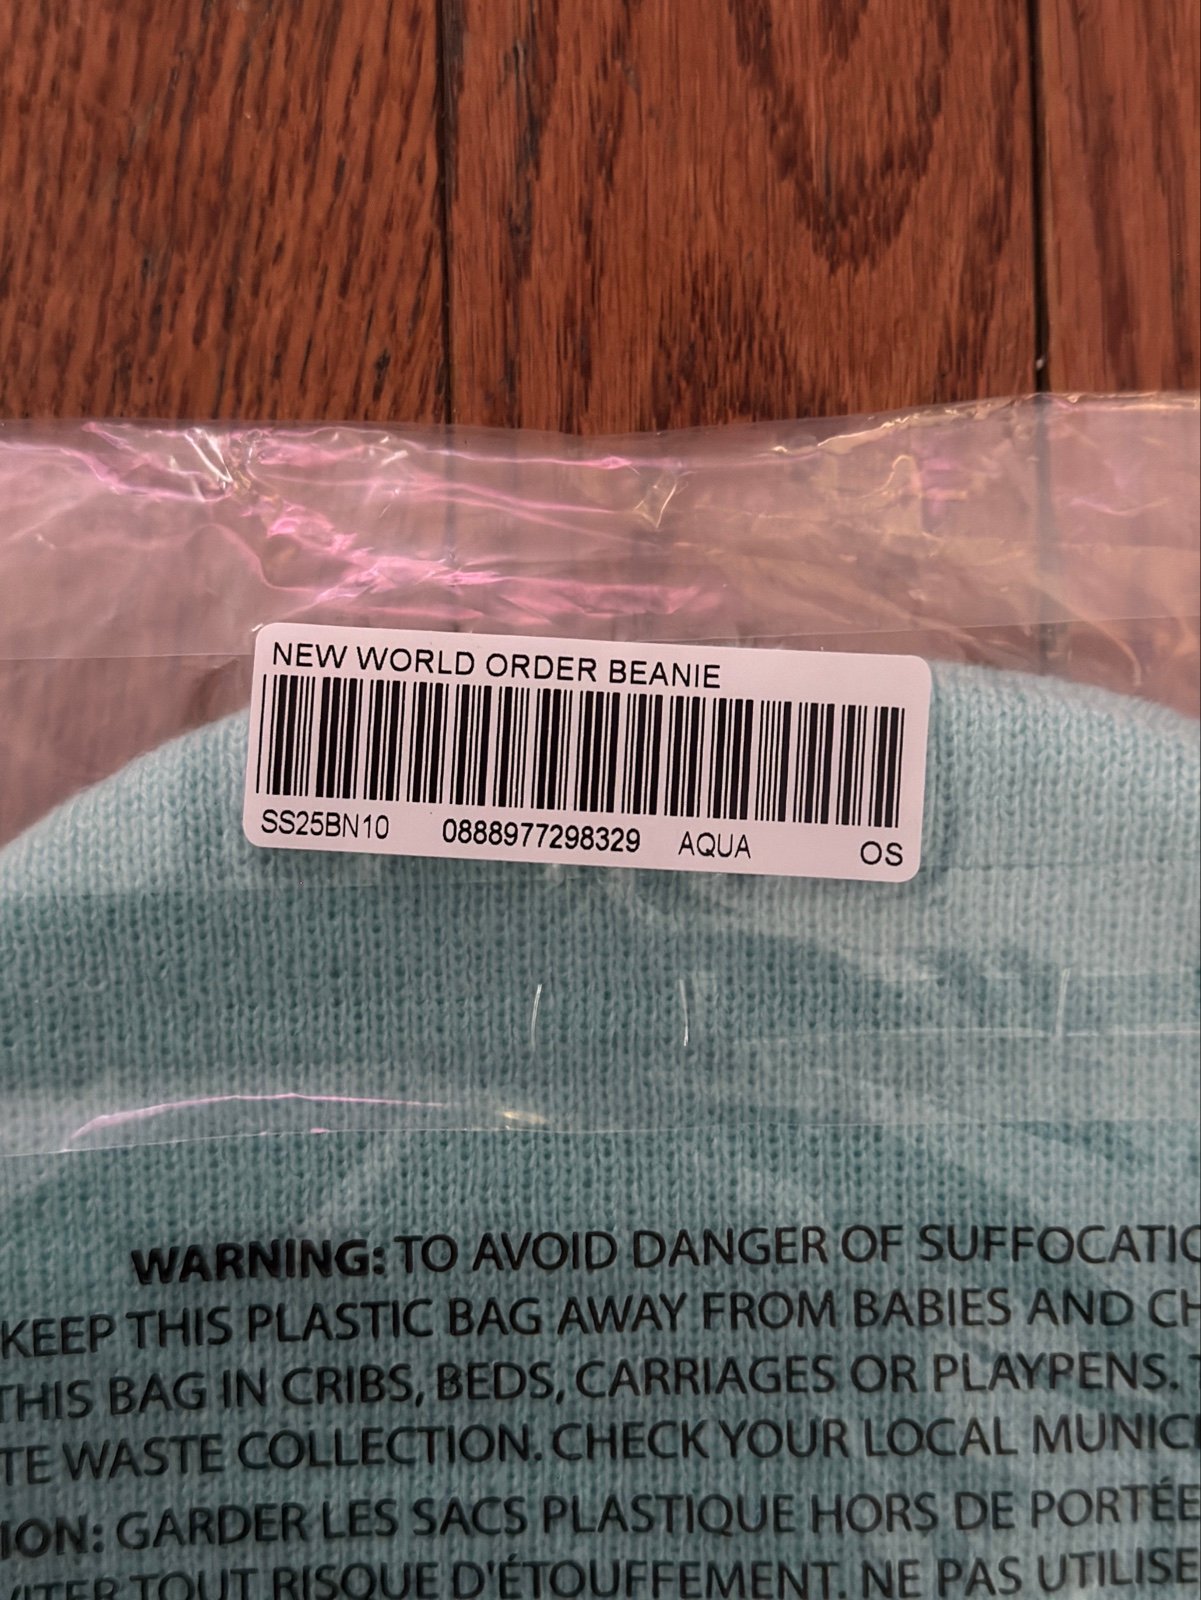 NEW WORLD ORDER BEANIE
SS25BN10 0888977298329 AQUA OS
WARNING: TO AVOID DANGER OF
KEEP THIS PLASTIC BAG AWAY FROM BABIES AND
THIS BAG IN CRIBS, BEDS, CARRIAGES OR PLAYPENS.
WASTE COLLECTION. CHECK YOUR LOCAL
GARDER LES SACS PLASTIQUE HORS DE PORTÉE
TOUT RISQUE D'ÉTOUFFEMENT. NE PAS